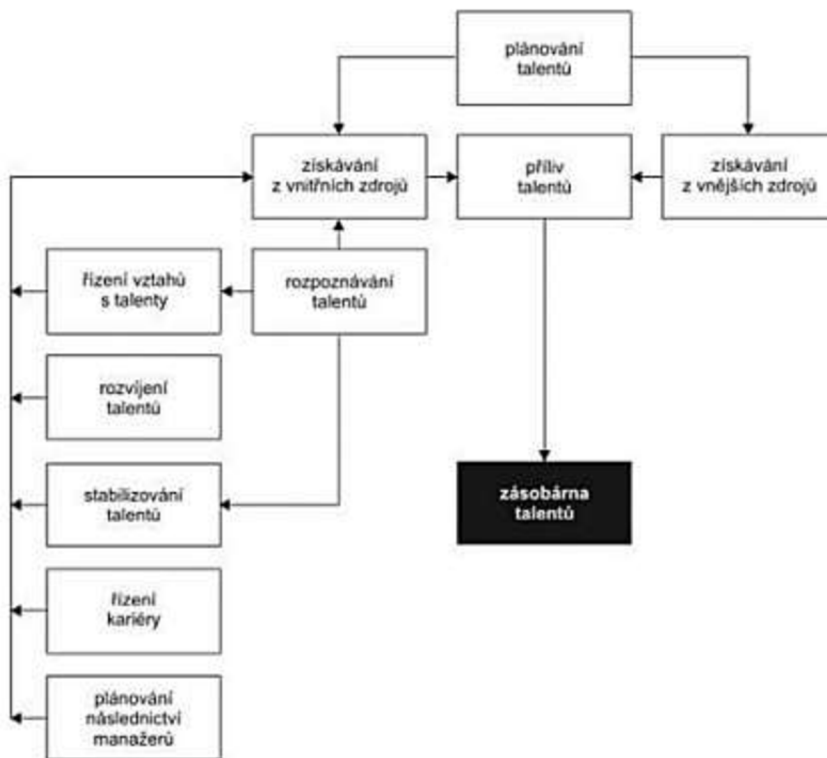 plánování
talentů
získávání
z vnitřních zdrojů
příliv
talentů
získávání
z vnějších zdrojů
řízení vztahů
s talenty
rozpoznávání
talentů
rozvíjení
talentů
stabilizování
talentů
zásobárna
talentů
řízení
kariéry
plánování
následnictví
manažerů